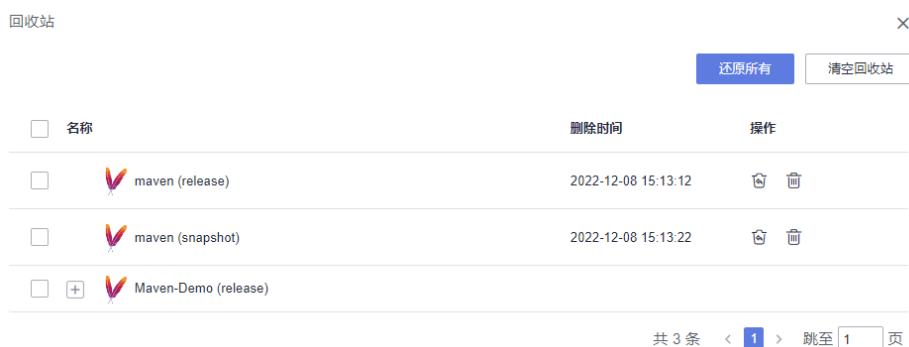 回收站
还原所有 清空回收站
名称 删除时间 操作
maven (release) 2022-12-08 15:13:12
maven (snapshot) 2022-12-08 15:13:22
Maven-Demo (release)
共 3 条 < 1 > 跳至 1 页